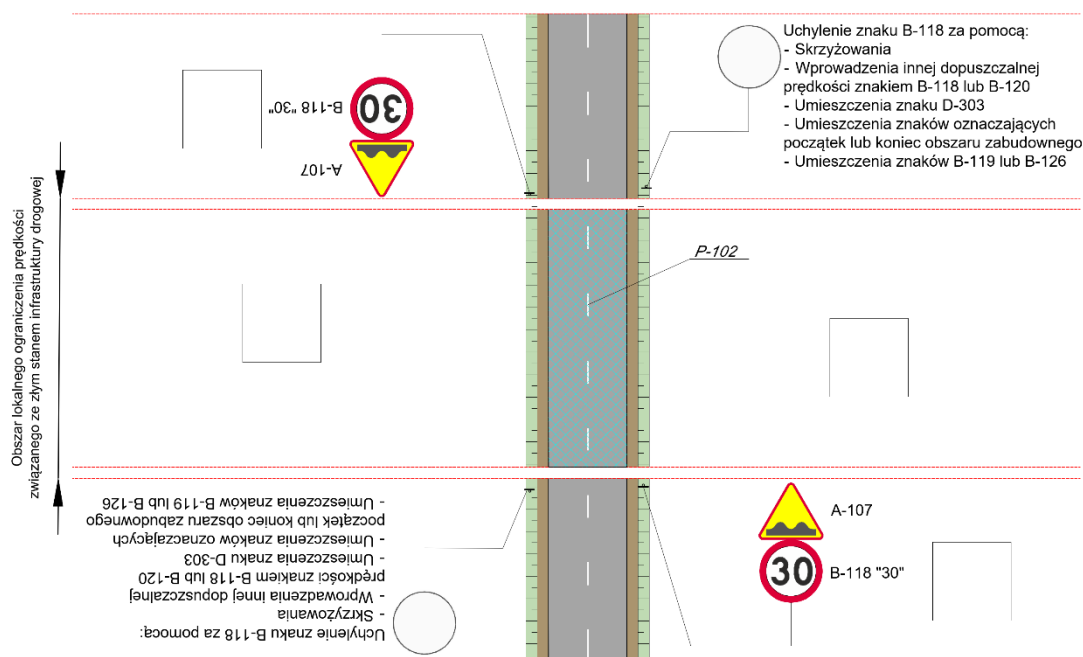 Uchylenie znaku B-118 za pomocą:
- Skrzyżowania
- Wprowadzenia innej dopuszczalnej
prędkości znakiem B-118 lub B-120
- Umieszczenia znaku D-303
- Umieszczenia znaków oznaczających
początek lub koniec obszaru zabudownego
- Umieszczenia znaków B-119 lub B-126
B-118 "30"
30
A-107
P-102
Obszar lokalnego ograniczenia prędkości
związanego ze złym stanem infrastruktury drogowej
A-107
30
B-118 "30"
Uchylenie znaku B-118 za pomocą:
- Skrzyżowania
- Wprowadzenia innej dopuszczalnej
prędkości znakiem B-118 lub B-120
- Umieszczenia znaku D-303
- Umieszczenia znaków oznaczających
początek lub koniec obszaru zabudownego
- Umieszczenia znaków B-119 lub B-126